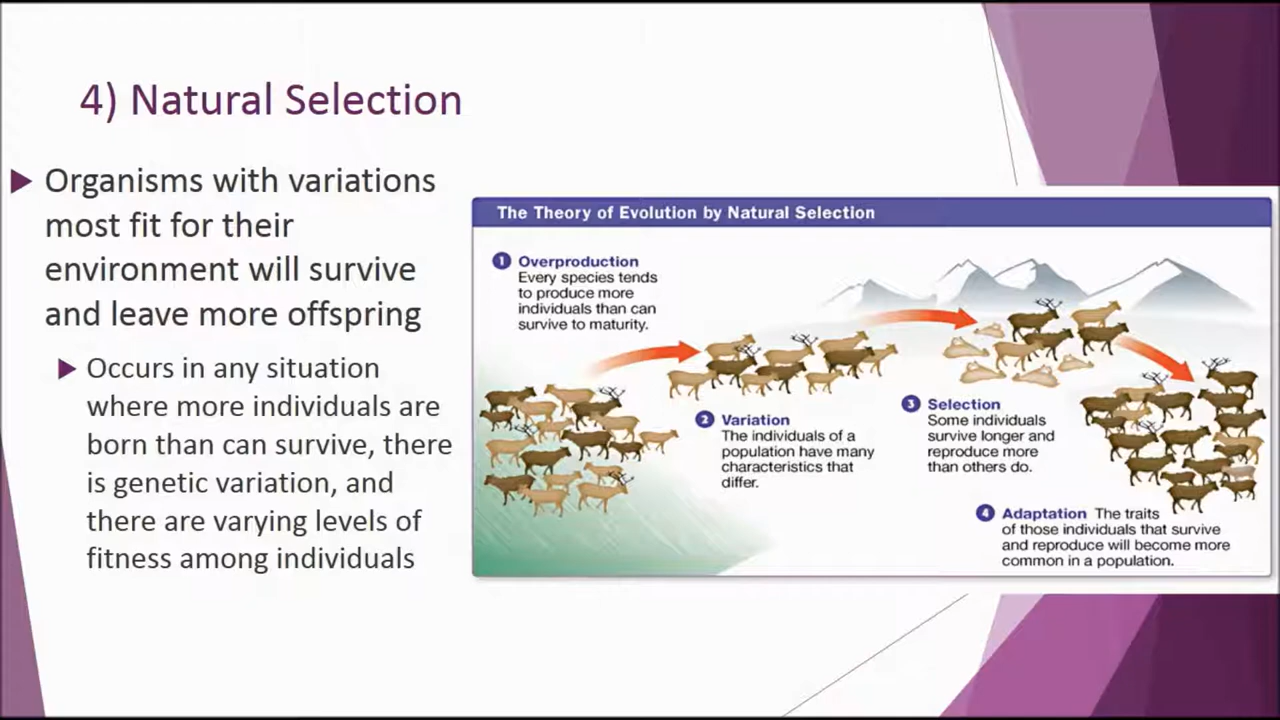 4) Natural Selection
Organisms with variations
most fit for their
environment will survive
and leave more offspring
Occurs in any situation
where more individuals are
born than can survive, there
is genetic variation, and
there are varying levels of
fitness among individuals
The Theory of Evolution by Natural Selection
1 Overproduction
Every species tends
to produce more
individuals than can
survive to maturity.
2 Variation
The individuals of a
population have many
characteristics that
differ.
3 Selection
Some individuals
survive longer and
reproduce more
than others do.
4 Adaptation The traits
of those individuals that survive
and reproduce will become more
common in a population.